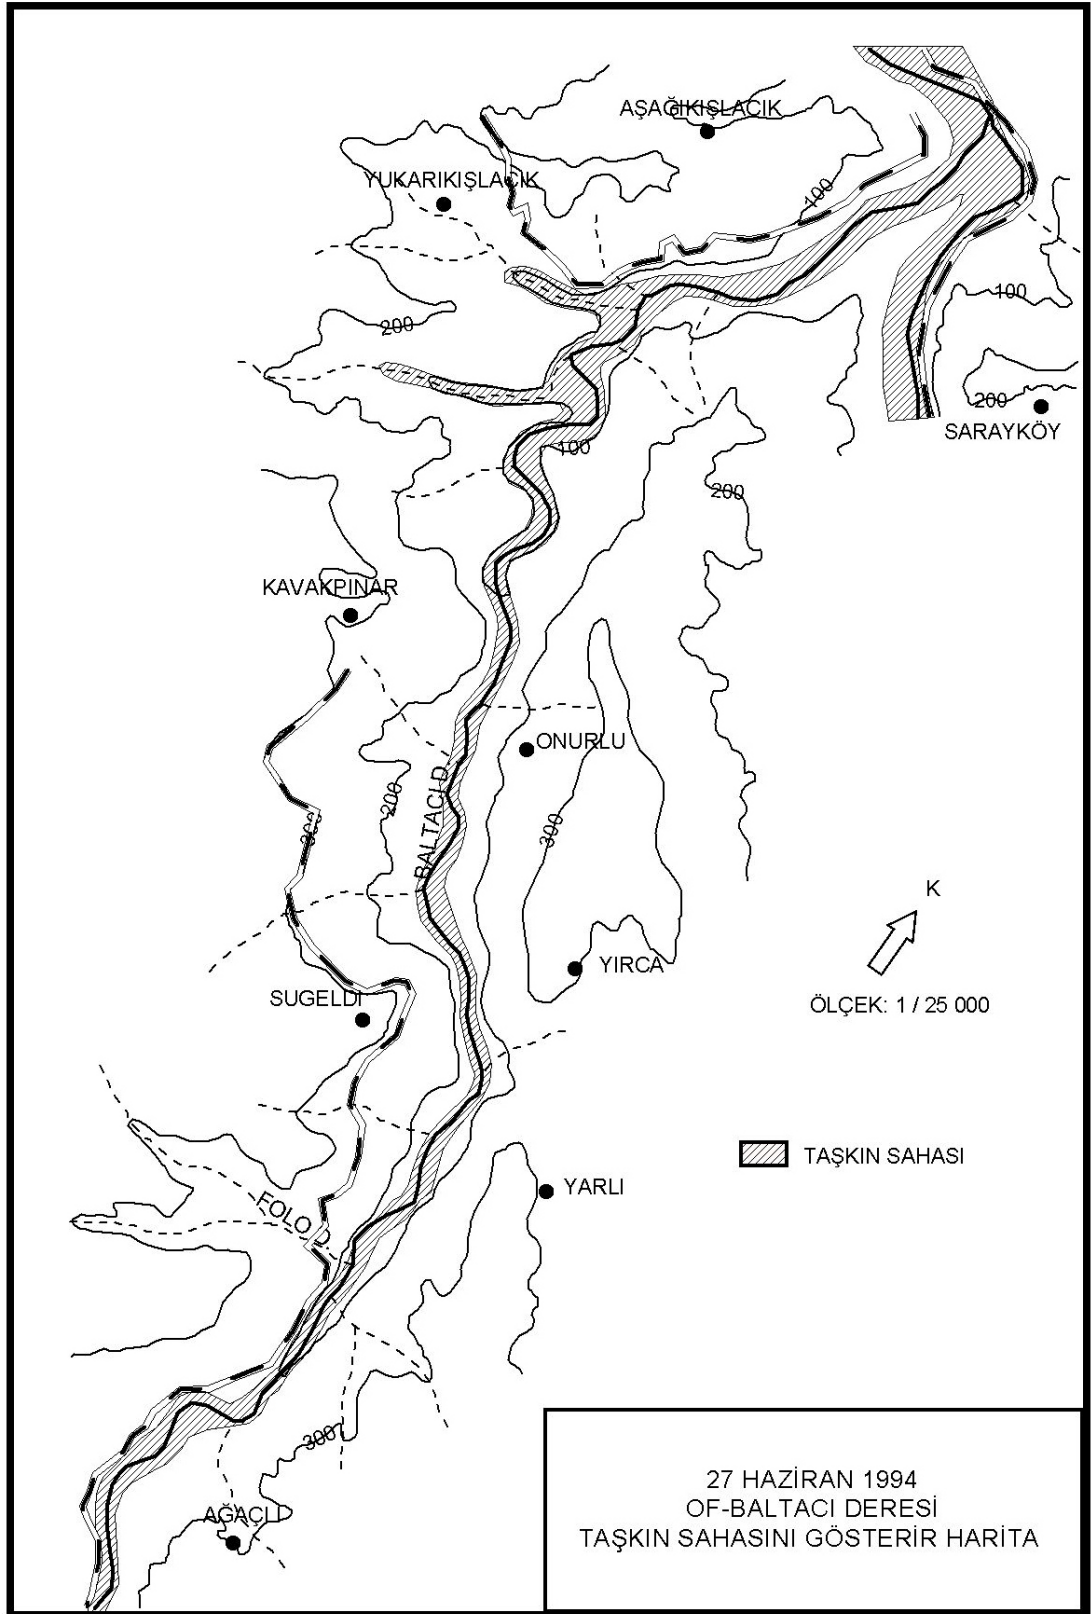 AŞAĞIKIŞLACIK
YUKARIKIŞLACIK
100
100
200
200
SARAYKÖY
100
200
KAVAKPINAR
ONURLU
BALTACI D.
200
300
300
K
YIRCA
SUGELDİ
ÖLÇEK: 1 / 25 000
TAŞKIN SAHASI
YARLI
FOLO D.
300
AĞAÇLI
27 HAZİRAN 1994
OF-BALTACI DERESİ
TAŞKIN SAHASINI GÖSTERİR HARİTA